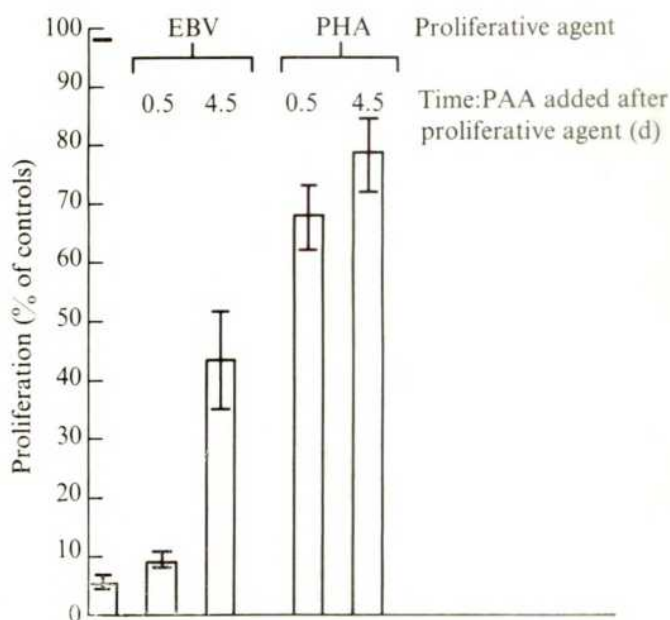 100
90
80
70
60
50
40
30
20
10
0
Proliferation (% of controls)
EBV PHA Proliferative agent
0.5 4.5 0.5 4.5 Time:PAA added after
proliferative agent (d)